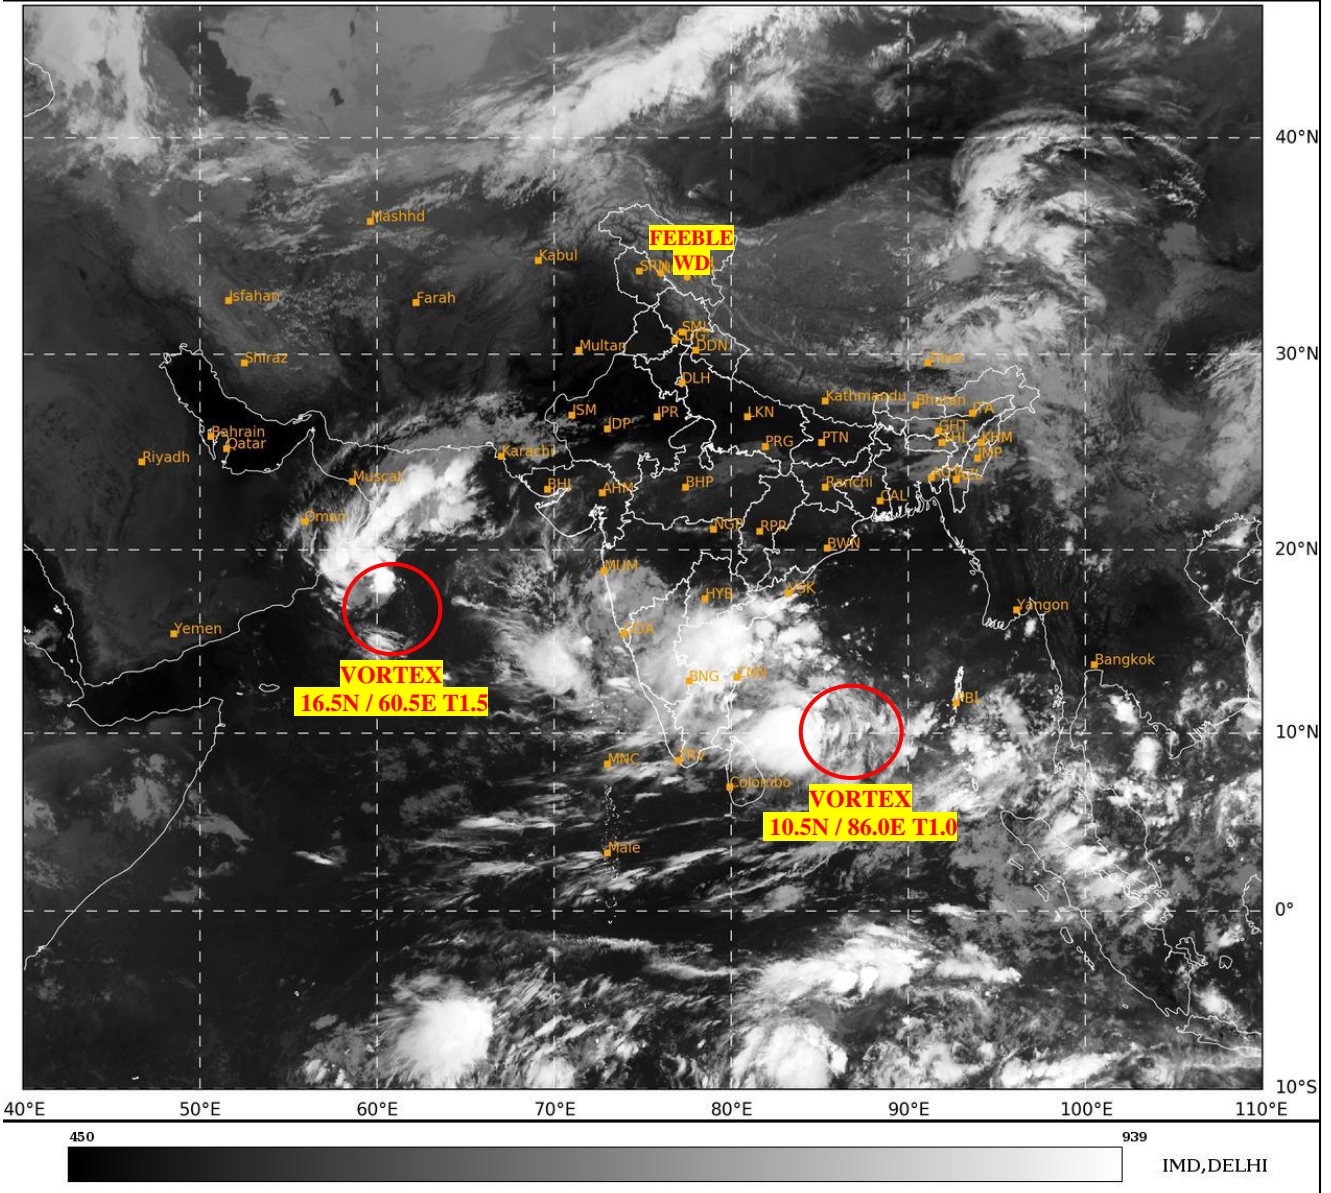 40°N
Mashhd
FEEBLE
WD
Kabul
SRN
Isfahan
Farah
SML
Multan
DDN
30°N
Shiraz
DLH
Kathmandu
Bhutan
JSM
JPR
LKN
ITA
JDP
GHT
Bahrain
PRG
PTN
SHL
KHM
Qatar
Karachi
IMP
Riyadh
Muscat
BHJ
AHM
BHP
Ranchi
AGT
AZL
CAL
Oman
NGP
RPR
BWN
20°N
MUM
HYB
VSK
Yangon
Yemen
GOA
Bangkok
VORTEX
16.5N / 60.5E T1.5
BNG
CNN
PBL
10°N
MNC
TRV
Colombo
VORTEX
10.5N / 86.0E T1.0
Male
0°
10°S
40°E 50°E 60°E 70°E 80°E 90°E 100°E 110°E
450 939
IMD,DELHI